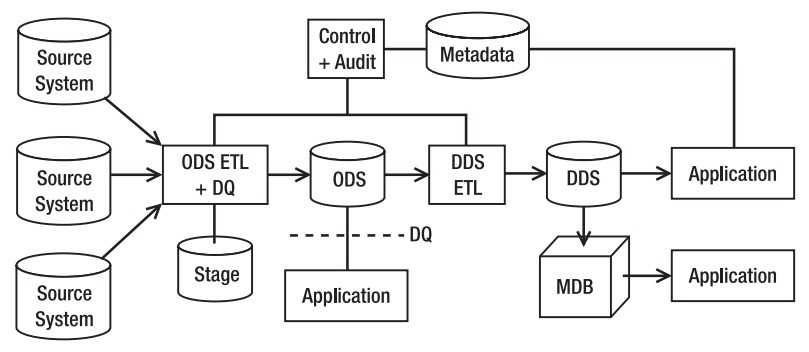 Source
System
Control
+ Audit
Metadata
Source
System
ODS ETL
+ DQ
ODS
DDS
ETL
DDS
Application
DQ
Stage
Application
MDB
Application
Source
System